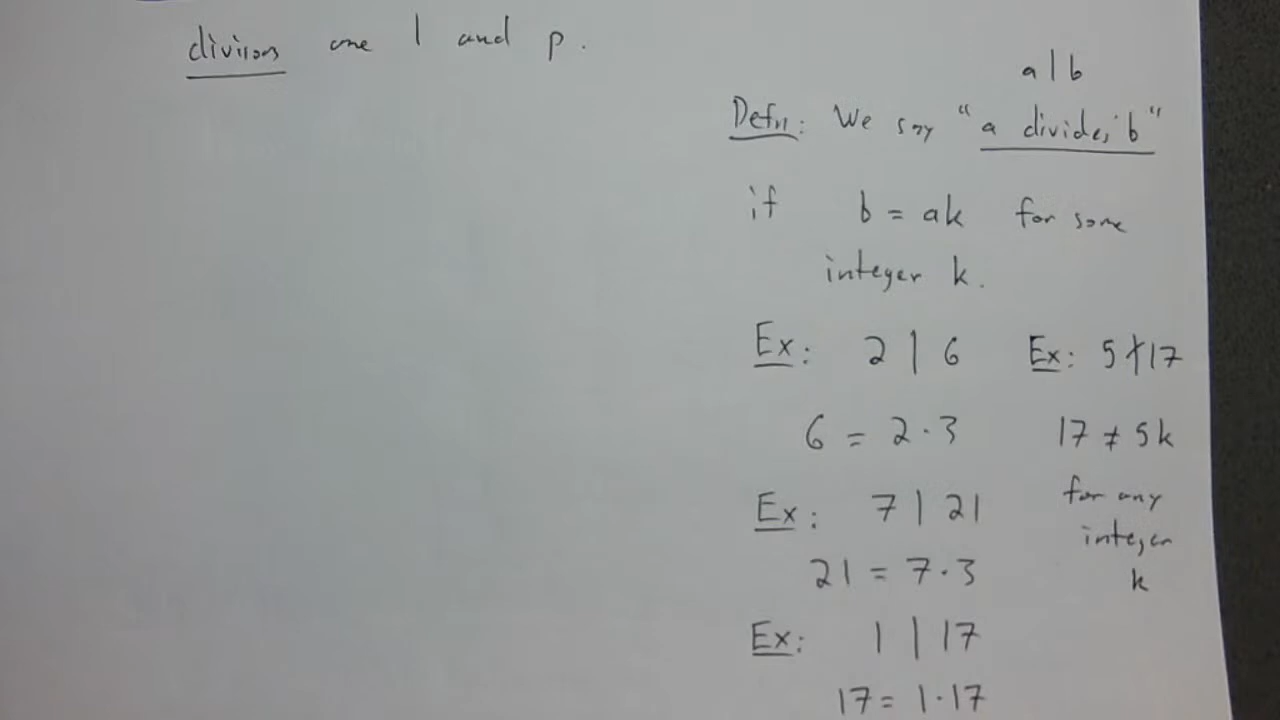 divisors are 1 and p.
a | b
Defn: We say "a divides b"
if b = ak for some
integer k.
Ex: 2 | 6
6 = 2·3
Ex: 7 | 21
21 = 7·3
Ex: 1 | 17
17 = 1·17
Ex: 5 ∤ 17
17 ≠ 5k
for any
integer
k